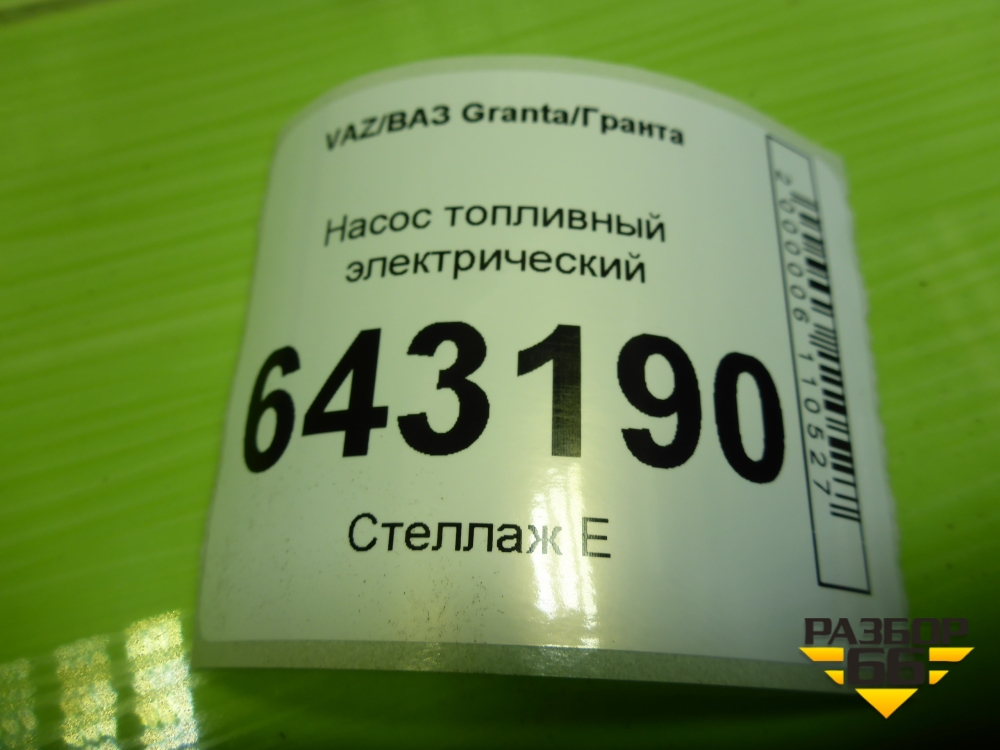 VAZ/ВАЗ Granta/Гранта
Насос топливный
электрический
643190
Стеллаж Е
2000006110527
РАЗБОР
66